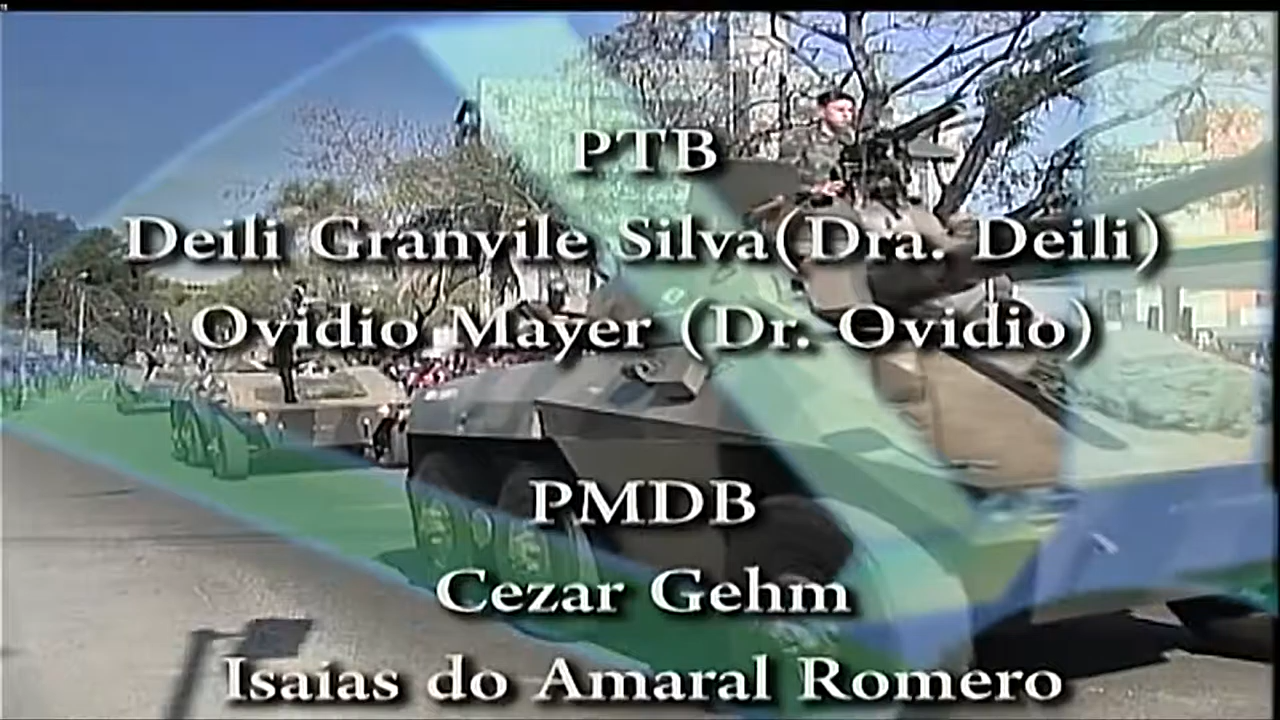 PTB
Deili Granvile Silva(Dra. Deili)
Ovidio Mayer (Dr. Ovidio)
PMDB
Cezar Gehm
Isaias do Amaral Romero